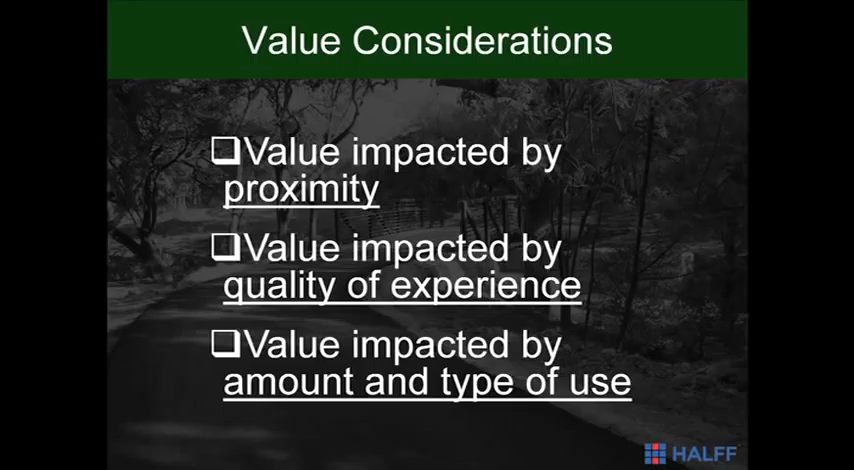 Value Considerations
❑Value impacted by
proximity
❑Value impacted by
quality of experience
❑Value impacted by
amount and type of use
HALFF